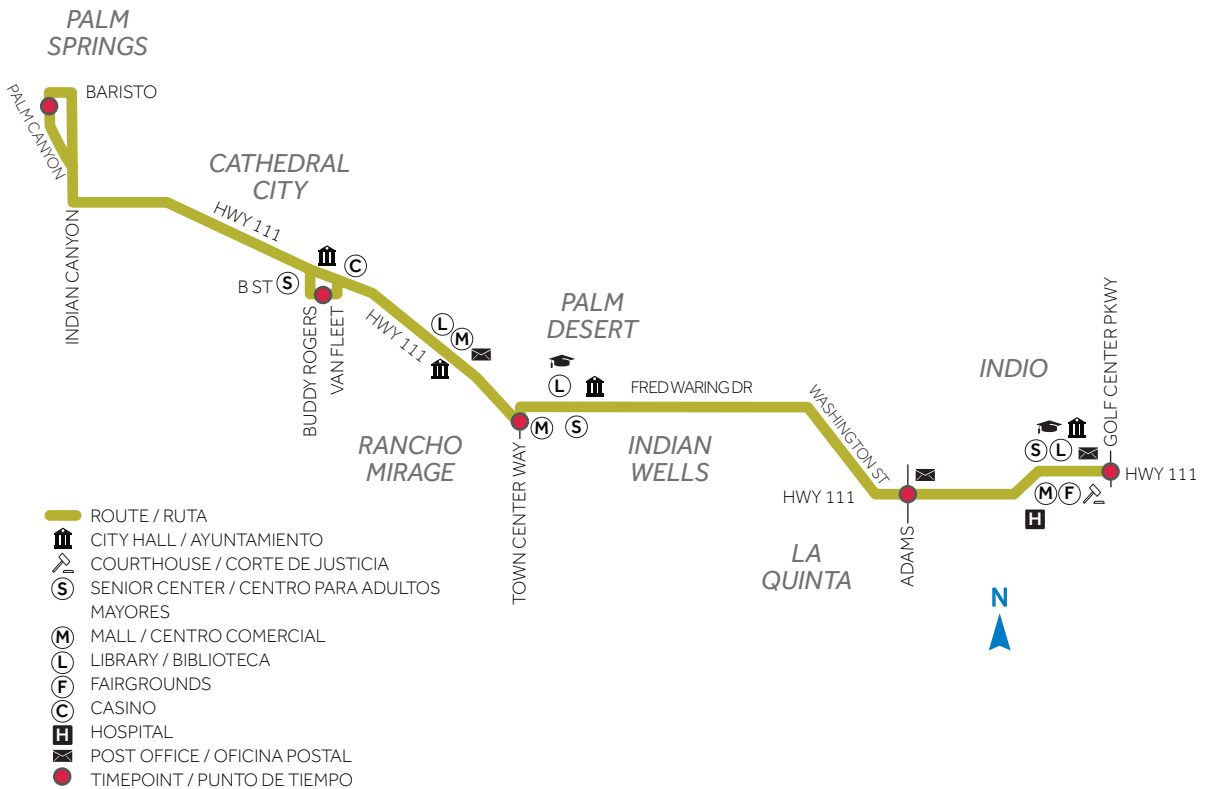 PALM
SPRINGS
BARISTO
PALM CANYON
INDIAN CANYON
CATHEDRAL
CITY
HWY 111
B ST
S
C
BUDDY ROGERS
VAN FLEET
HWY 111
L
M
RANCHO
MIRAGE
PALM
DESERT
L
FRED WARING DR
M
S
TOWN CENTER WAY
INDIAN
WELLS
WASHINGTON ST
HWY 111
LA
QUINTA
ADAMS
INDIO
GOLF CENTER PKWY
S
L
HWY 111
M
F
H
N
ROUTE / RUTA
CITY HALL / AYUNTAMIENTO
COURTHOUSE / CORTE DE JUSTICIA
S SENIOR CENTER / CENTRO PARA ADULTOS
MAYORES
M MALL / CENTRO COMERCIAL
L LIBRARY / BIBLIOTECA
F FAIRGROUNDS
C CASINO
H HOSPITAL
POST OFFICE / OFICINA POSTAL
TIMEPOINT / PUNTO DE TIEMPO